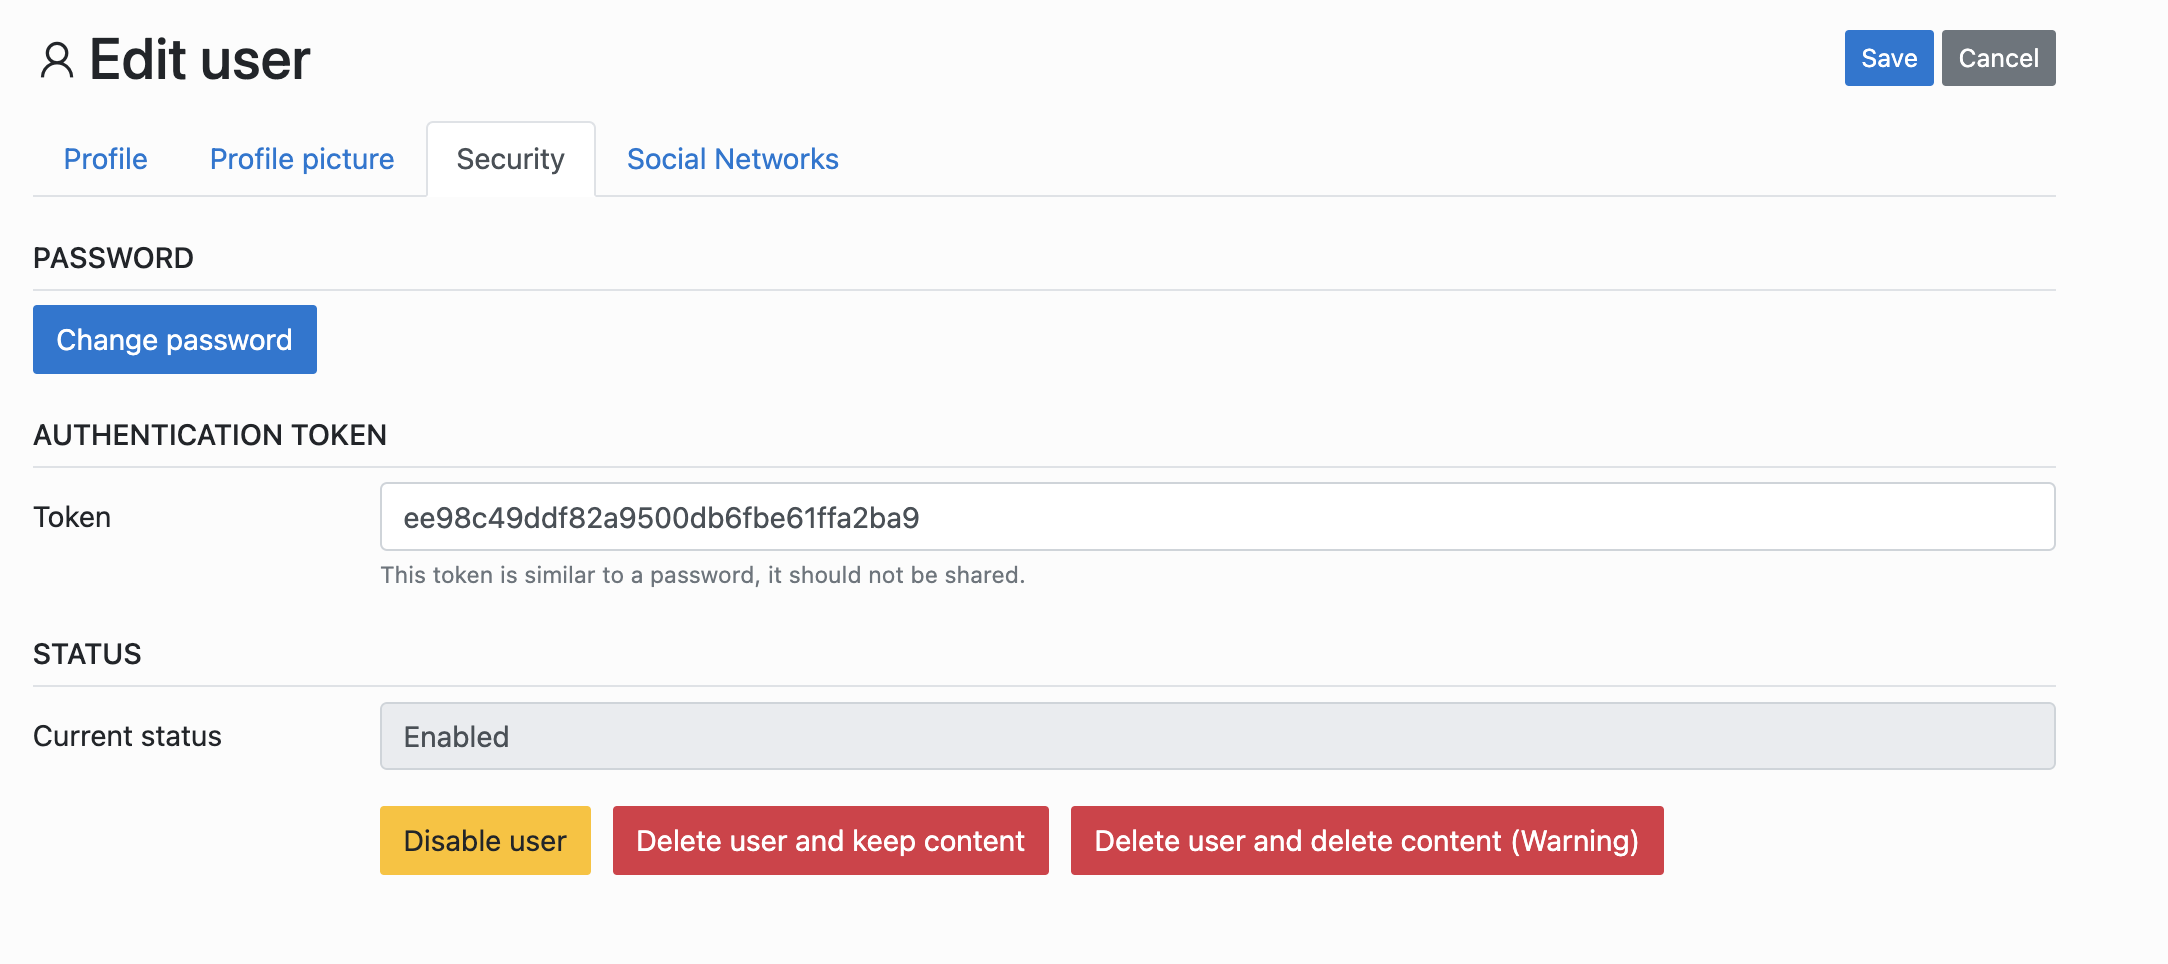 Edit user
Save
Cancel
Profile
Profile picture
Security
Social Networks
PASSWORD
Change password
AUTHENTICATION TOKEN
Token
ee98c49ddf82a9500db6fbe61ffa2ba9
This token is similar to a password, it should not be shared.
STATUS
Current status
Enabled
Disable user
Delete user and keep content
Delete user and delete content (Warning)